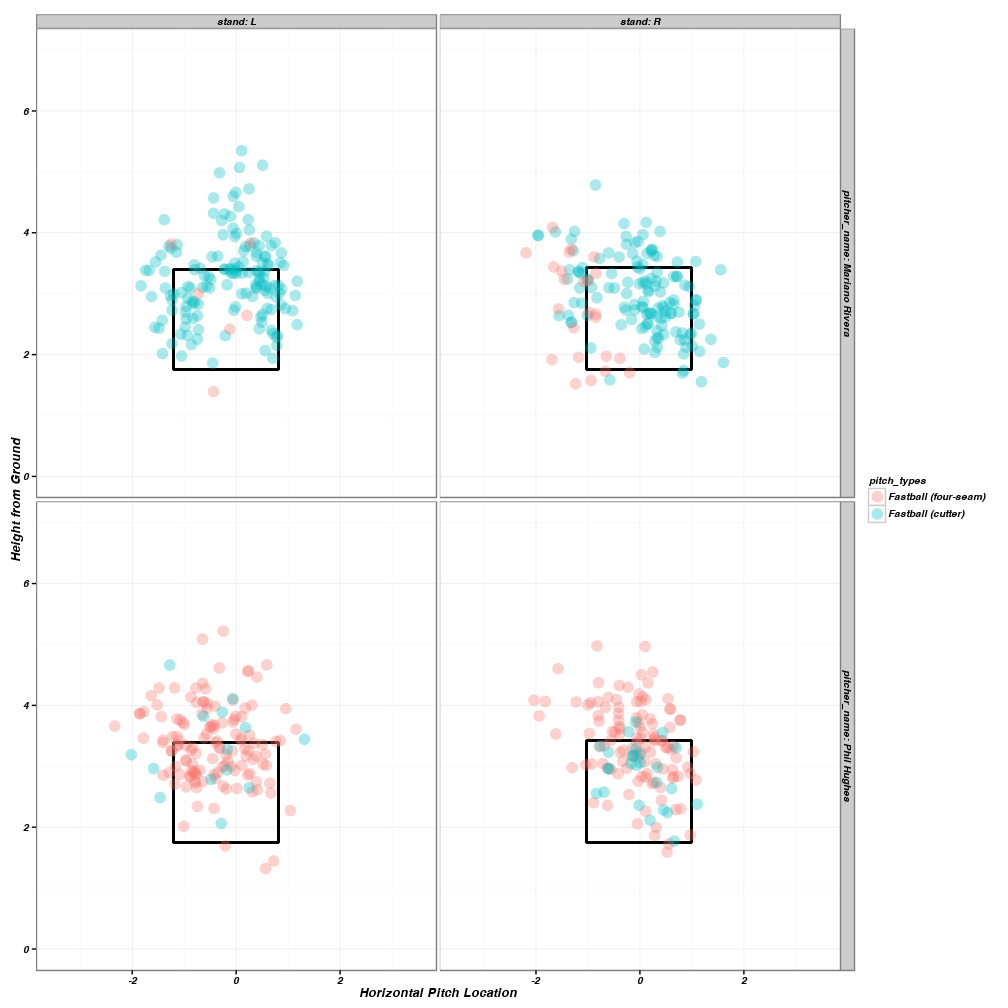 stand: L
stand: R
pitcher_name: Mariano Rivera
6
4
2
0
pitch_types
Fastball (four-seam)
Fastball (cutter)
Height from Ground
pitcher_name: Phil Hughes
6
4
2
0
-2 0 2 -2 0 2
Horizontal Pitch Location